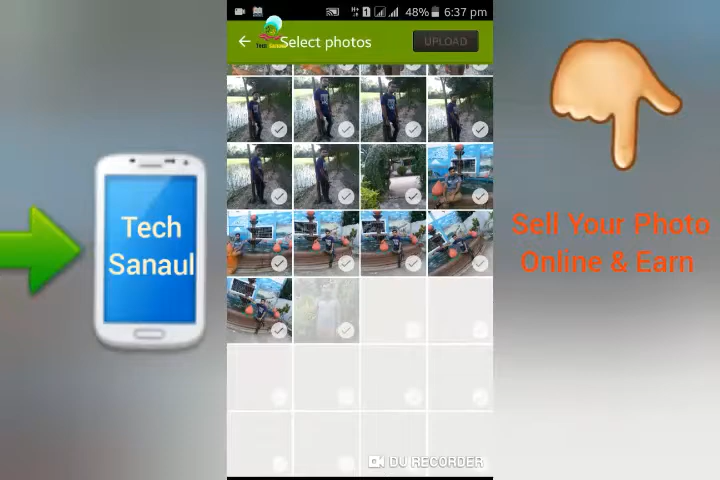 48% 6:37 pm
Select photos
UPLOAD
Tech
Sanaul
Sell Your Photo
Online & Earn
DU RECORDER